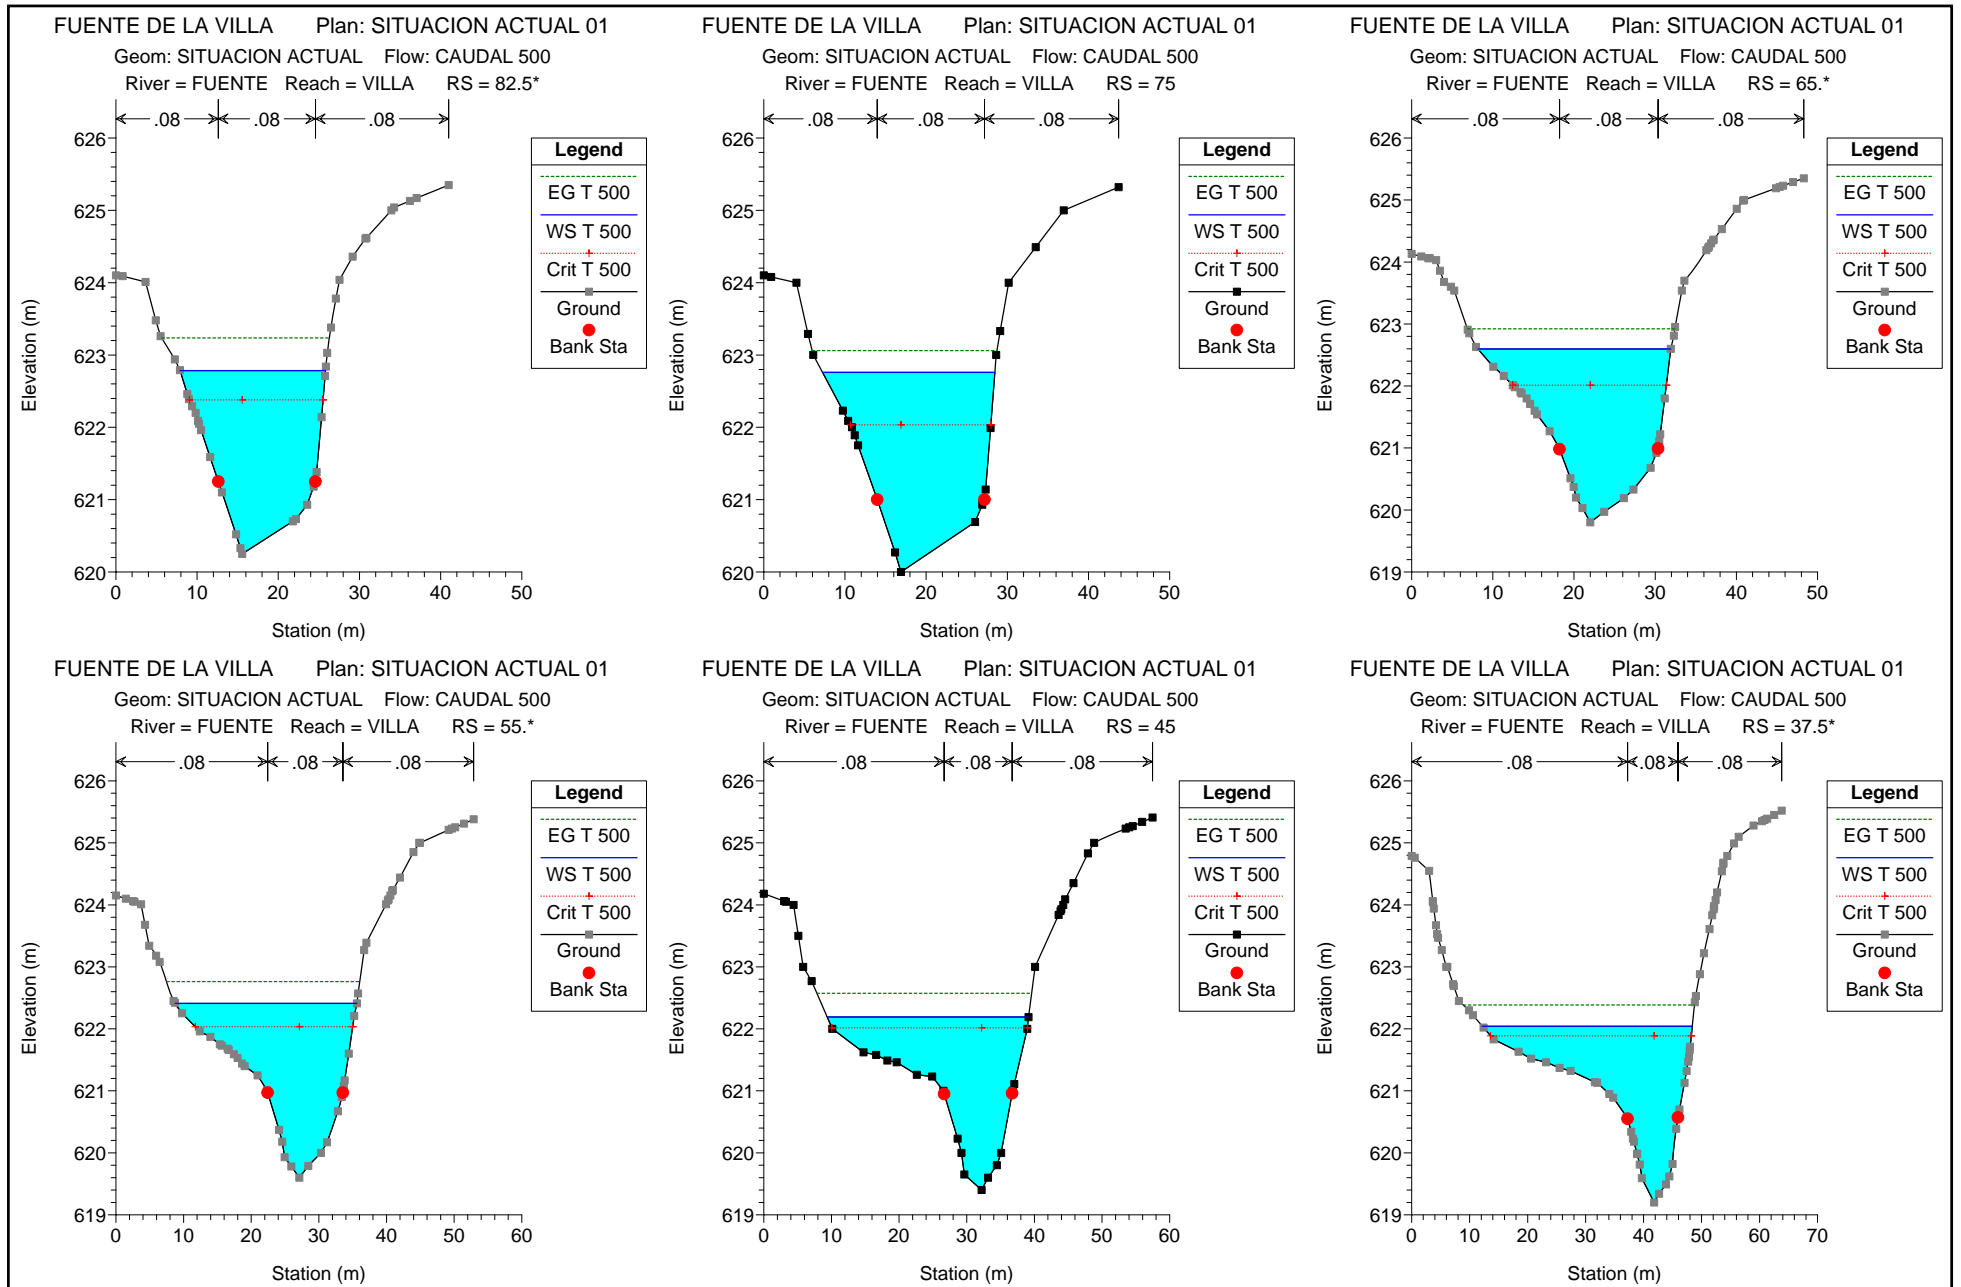 FUENTE DE LA VILLA Plan: SITUACION ACTUAL 01
Geom: SITUACION ACTUAL Flow: CAUDAL 500
River = FUENTE Reach = VILLA RS = 82.5*
.08 .08 .08
626
625
624
623
622
621
620
Elevation (m)
0 10 20 30 40 50
Station (m)
Legend
EG T 500
WS T 500
Crit T 500
Ground
Bank Sta
FUENTE DE LA VILLA Plan: SITUACION ACTUAL 01
Geom: SITUACION ACTUAL Flow: CAUDAL 500
River = FUENTE Reach = VILLA RS = 75
.08 .08 .08
626
625
624
623
622
621
620
Elevation (m)
0 10 20 30 40 50
Station (m)
Legend
EG T 500
WS T 500
Crit T 500
Ground
Bank Sta
FUENTE DE LA VILLA Plan: SITUACION ACTUAL 01
Geom: SITUACION ACTUAL Flow: CAUDAL 500
River = FUENTE Reach = VILLA RS = 65.*
.08 .08 .08
626
625
624
623
622
621
620
619
Elevation (m)
0 10 20 30 40 50
Station (m)
Legend
EG T 500
WS T 500
Crit T 500
Ground
Bank Sta
FUENTE DE LA VILLA Plan: SITUACION ACTUAL 01
Geom: SITUACION ACTUAL Flow: CAUDAL 500
River = FUENTE Reach = VILLA RS = 55.*
.08 .08 .08
626
625
624
623
622
621
620
619
Elevation (m)
0 10 20 30 40 50 60
Station (m)
Legend
EG T 500
WS T 500
Crit T 500
Ground
Bank Sta
FUENTE DE LA VILLA Plan: SITUACION ACTUAL 01
Geom: SITUACION ACTUAL Flow: CAUDAL 500
River = FUENTE Reach = VILLA RS = 45
.08 .08 .08
626
625
624
623
622
621
620
619
Elevation (m)
0 10 20 30 40 50 60
Station (m)
Legend
EG T 500
WS T 500
Crit T 500
Ground
Bank Sta
FUENTE DE LA VILLA Plan: SITUACION ACTUAL 01
Geom: SITUACION ACTUAL Flow: CAUDAL 500
River = FUENTE Reach = VILLA RS = 37.5*
.08 .08 .08
626
625
624
623
622
621
620
619
Elevation (m)
0 10 20 30 40 50 60 70
Station (m)
Legend
EG T 500
WS T 500
Crit T 500
Ground
Bank Sta